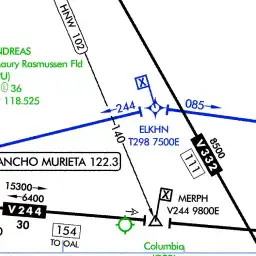 NDREAS
aury Rasmussen Fld
U)
36
118.525
HNW 102
X
244
085
ELKHN
T298 7500E
140
8500
V332
111
ANCHO MURIETA 122.3
15300
6400
V244
30
X
MERPH
V244 9800E
154
TO OAL
Columbia